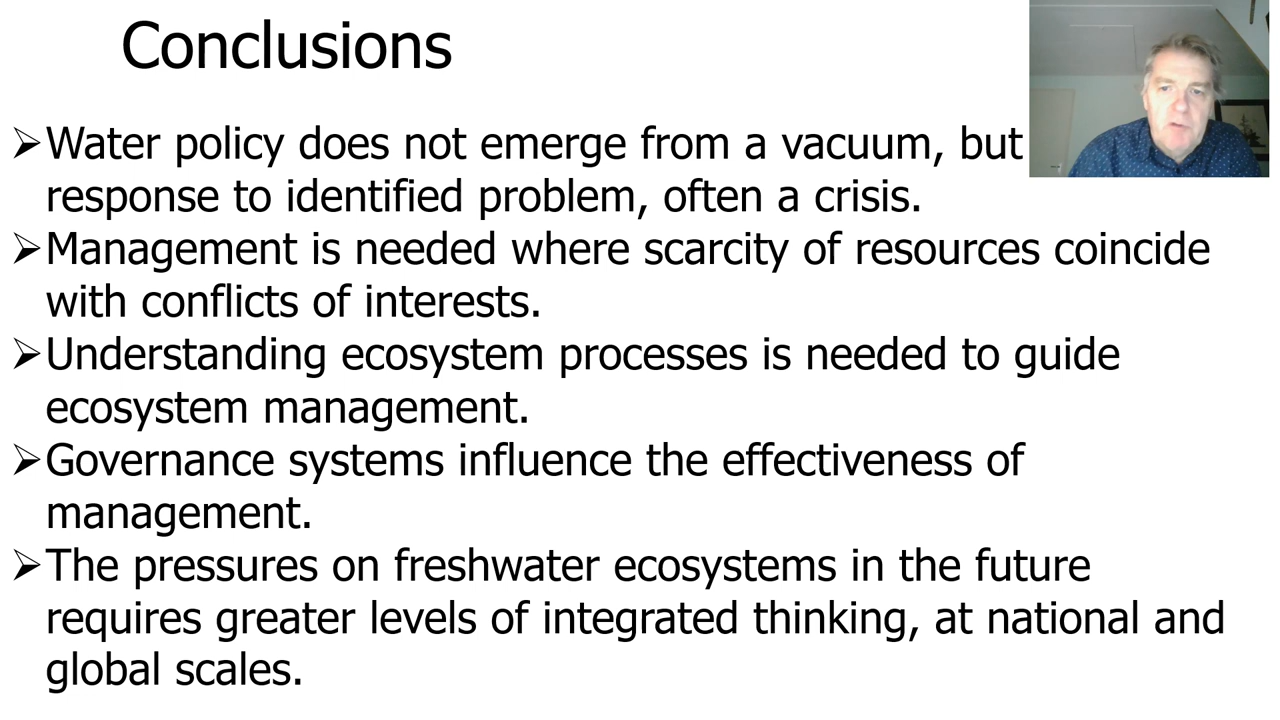 Conclusions
➢Water policy does not emerge from a vacuum, but
response to identified problem, often a crisis.
➢Management is needed where scarcity of resources coincide
with conflicts of interests.
➢Understanding ecosystem processes is needed to guide
ecosystem management.
➢Governance systems influence the effectiveness of
management.
➢The pressures on freshwater ecosystems in the future
requires greater levels of integrated thinking, at national and
global scales.